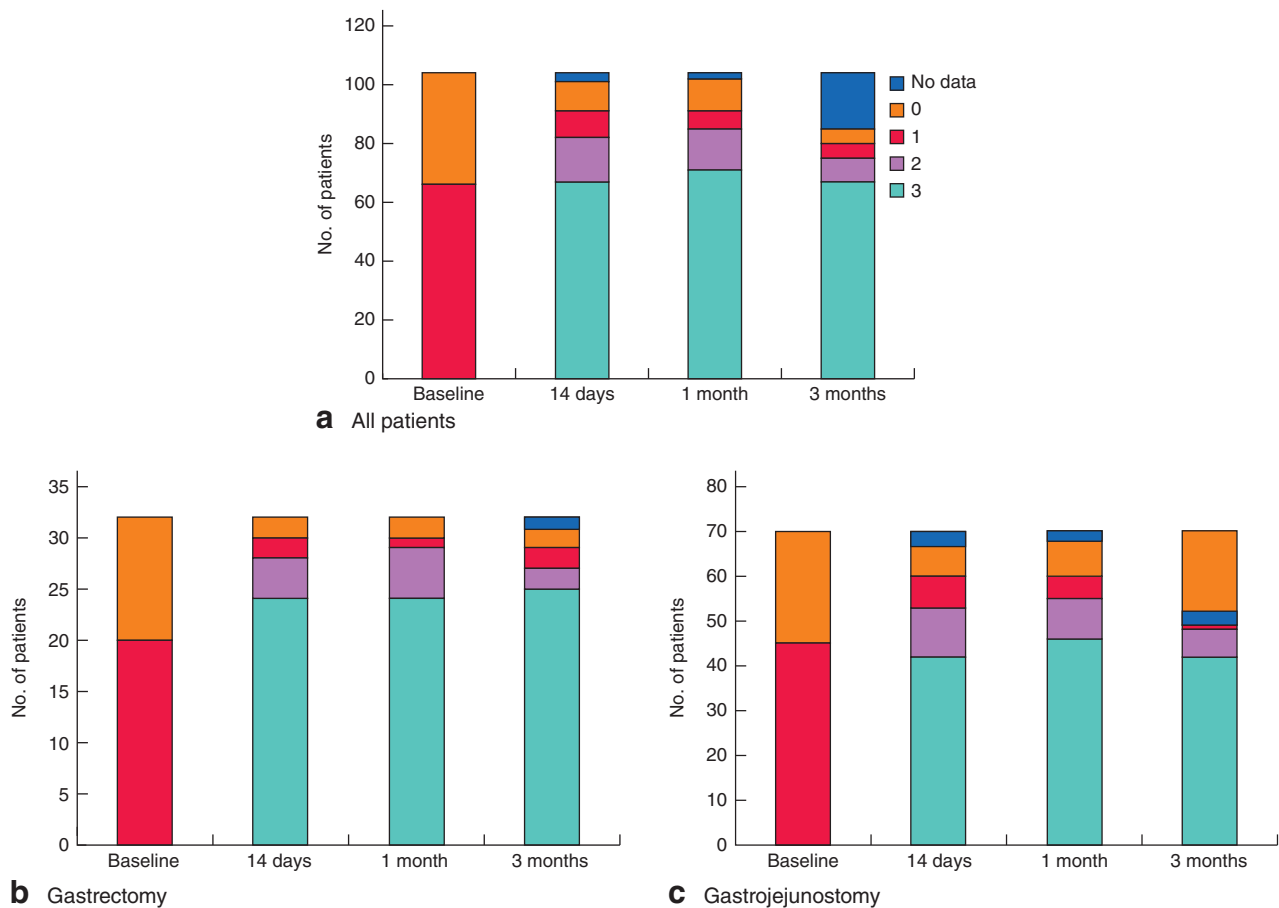 120
100
80
60
40
20
0
No. of patients
No data
0
1
2
3
Baseline 14 days 1 month 3 months
a All patients
35
30
25
20
15
10
5
0
No. of patients
Baseline 14 days 1 month 3 months
b Gastrectomy
80
70
60
50
40
30
20
10
0
No. of patients
Baseline 14 days 1 month 3 months
c Gastrojejunostomy